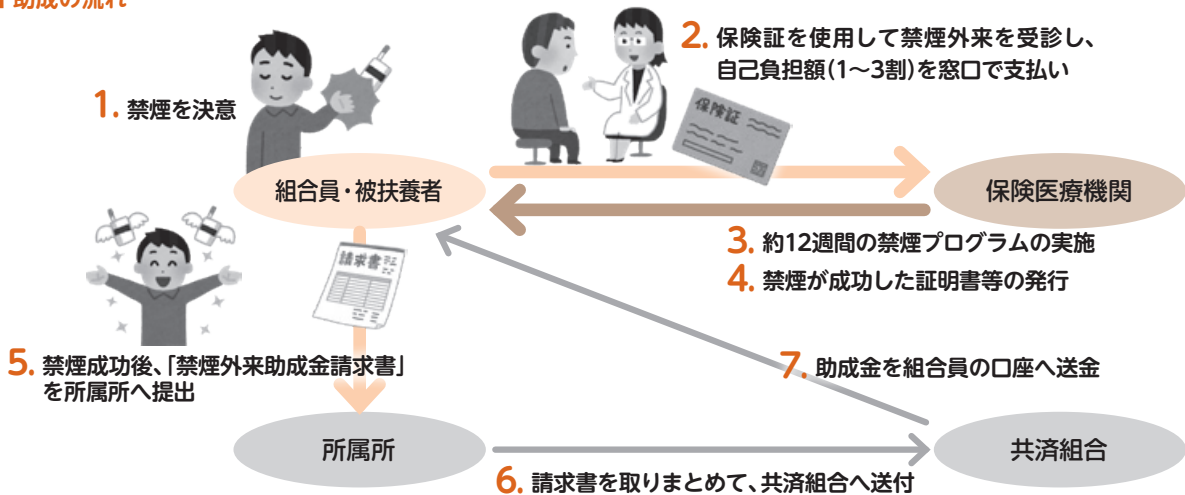 助成の流れ
1. 禁煙を決意
2. 保険証を使用して禁煙外来を受診し、
自己負担額(1〜3割)を窓口で支払い
保険証
組合員・被扶養者
保険医療機関
3. 約12週間の禁煙プログラムの実施
4. 禁煙が成功した証明書等の発行
請求書
5. 禁煙成功後、「禁煙外来助成金請求書」
を所属所へ提出
7. 助成金を組合員の口座へ送金
所属所
共済組合
6. 請求書を取りまとめて、共済組合へ送付